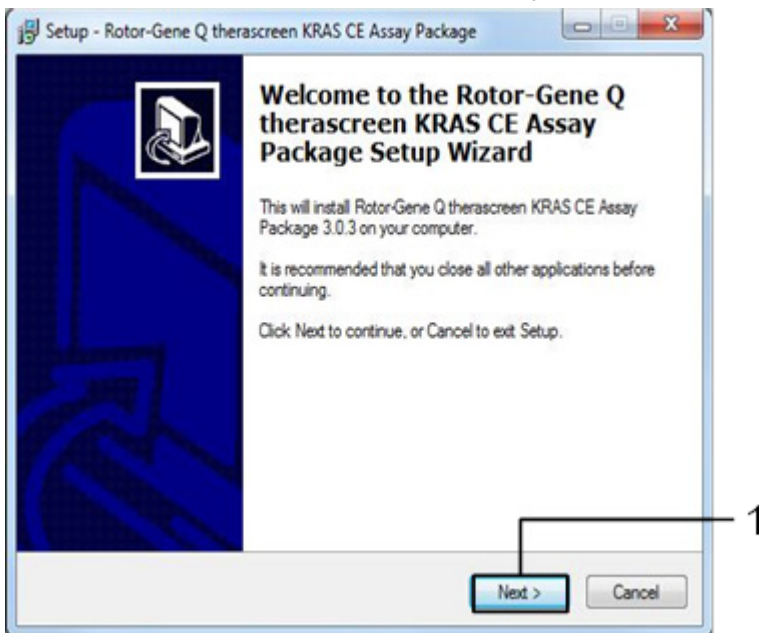 Setup - Rotor-Gene Q therascreen KRAS CE Assay Package
Welcome to the Rotor-Gene Q
therascreen KRAS CE Assay
Package Setup Wizard
This will install Rotor-Gene Q therascreen KRAS CE Assay
Package 3.0.3 on your computer.
It is recommended that you close all other applications before
continuing.
Click Next to continue, or Cancel to exit Setup.
1
Next >
Cancel